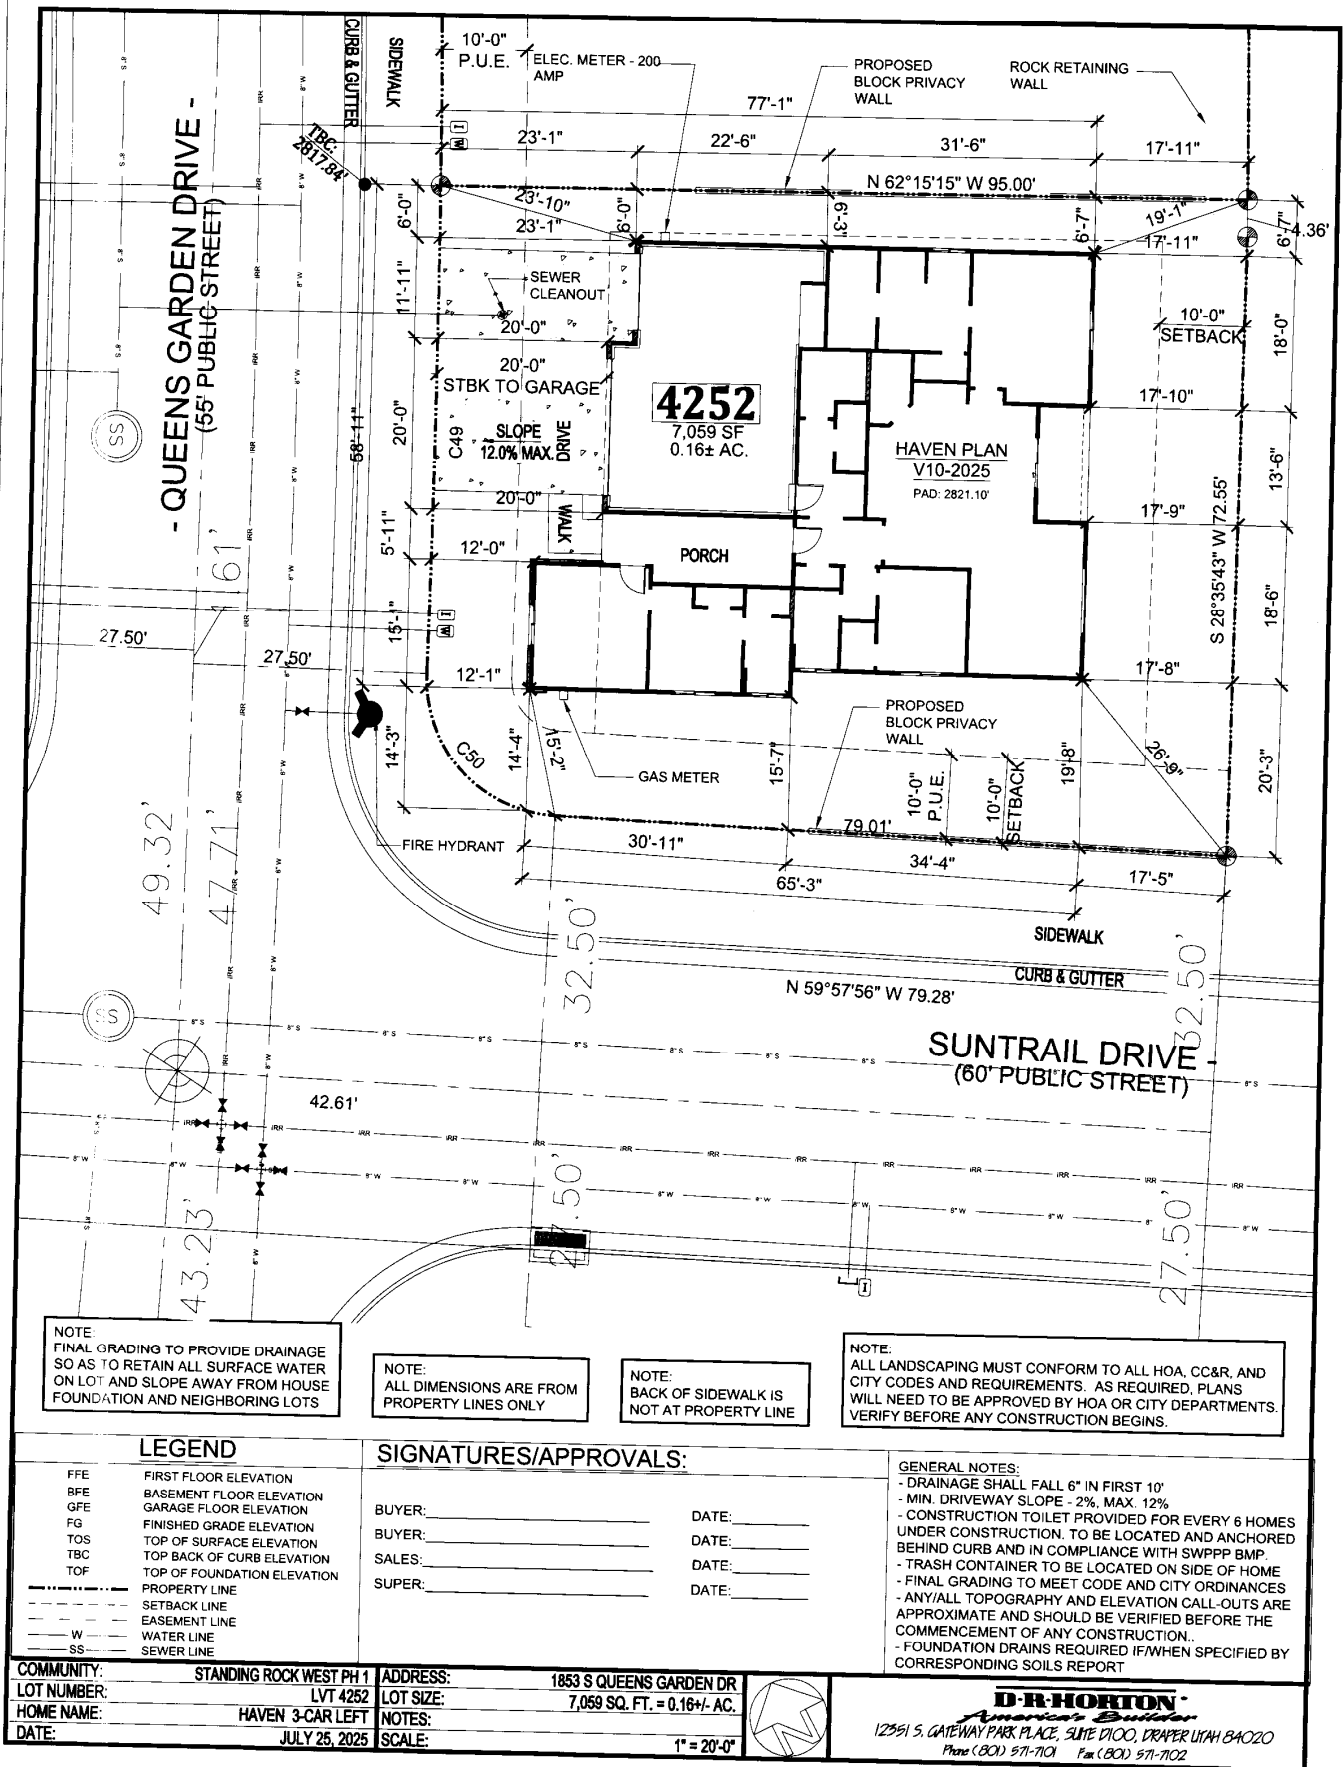 CURB & GUTTER
SIDEWALK
10'-0"
P.U.E.
ELEC. METER - 200
AMP
PROPOSED
BLOCK PRIVACY
WALL
ROCK RETAINING
WALL
77'-1"
23'-1"
22'-6"
31'-6"
17'-11"
TBC:
2817.84'
N 62°15'15" W 95.00'
6'-0"
23'-10"
23'-1"
6'-0"
6'-3"
6'-7"
19'-1"
17'-11"
6'-7"
4.36'
- QUEENS GARDEN DRIVE -
(55' PUBLIC STREET)
11'-11"
SEWER
CLEANOUT
20'-0"
10'-0"
SETBACK
18'-0"
20'-0"
STBK TO GARAGE
4252
7,059 SF
0.16± AC.
17'-10"
58'-11"
20'-0"
C49
SLOPE
12.0% MAX.
DRIVE
HAVEN PLAN
V10-2025
PAD: 2821.10'
13'-6"
S 28°35'43" W 72.55'
SS
20'-0"
WALK
17'-9"
5'-11"
12'-0"
PORCH
1.61'
15'-1"
18'-6"
27.50'
27.50'
12'-1"
17'-8"
PROPOSED
BLOCK PRIVACY
WALL
14'-3"
C50
14'-4"
15'-2"
GAS METER
15'-7"
10'-0"
P.U.E.
10'-0"
SETBACK
19'-8"
26'-9"
20'-3"
49.32'
47.71'
FIRE HYDRANT
79.01'
30'-11"
34'-4"
65'-3"
17'-5"
SIDEWALK
CURB & GUTTER
32.50'
32.50'
N 59°57'56" W 79.28'
SS
SUNTRAIL DRIVE -
(60' PUBLIC STREET)
42.61'
43.23'
27.50'
27.50'
NOTE:
FINAL GRADING TO PROVIDE DRAINAGE
SO AS TO RETAIN ALL SURFACE WATER
ON LOT AND SLOPE AWAY FROM HOUSE
FOUNDATION AND NEIGHBORING LOTS
NOTE:
ALL DIMENSIONS ARE FROM
PROPERTY LINES ONLY
NOTE:
BACK OF SIDEWALK IS
NOT AT PROPERTY LINE
NOTE:
ALL LANDSCAPING MUST CONFORM TO ALL HOA, CC&R, AND
CITY CODES AND REQUIREMENTS. AS REQUIRED, PLANS
WILL NEED TO BE APPROVED BY HOA OR CITY DEPARTMENTS.
VERIFY BEFORE ANY CONSTRUCTION BEGINS.
LEGEND
FFE FIRST FLOOR ELEVATION
BFE BASEMENT FLOOR ELEVATION
GFE GARAGE FLOOR ELEVATION
FG FINISHED GRADE ELEVATION
TOS TOP OF SURFACE ELEVATION
TBC TOP BACK OF CURB ELEVATION
TOF TOP OF FOUNDATION ELEVATION
PROPERTY LINE
SETBACK LINE
EASEMENT LINE
W WATER LINE
SS SEWER LINE
SIGNATURES/APPROVALS:
BUYER: DATE:
BUYER: DATE:
SALES: DATE:
SUPER: DATE:
GENERAL NOTES:
- DRAINAGE SHALL FALL 6" IN FIRST 10'
- MIN. DRIVEWAY SLOPE - 2%, MAX. 12%
- CONSTRUCTION TOILET PROVIDED FOR EVERY 6 HOMES
UNDER CONSTRUCTION. TO BE LOCATED AND ANCHORED
BEHIND CURB AND IN COMPLIANCE WITH SWPPP BMP.
- TRASH CONTAINER TO BE LOCATED ON SIDE OF HOME
- FINAL GRADING TO MEET CODE AND CITY ORDINANCES
- ANY/ALL TOPOGRAPHY AND ELEVATION CALL-OUTS ARE
APPROXIMATE AND SHOULD BE VERIFIED BEFORE THE
COMMENCEMENT OF ANY CONSTRUCTION..
- FOUNDATION DRAINS REQUIRED IF/WHEN SPECIFIED BY
CORRESPONDING SOILS REPORT
COMMUNITY: STANDING ROCK WEST PH 1
LOT NUMBER: LVT 4252
HOME NAME: HAVEN 3-CAR LEFT
DATE: JULY 25, 2025
ADDRESS: 1853 S QUEENS GARDEN DR
LOT SIZE: 7,059 SQ. FT. = 0.16+/- AC.
NOTES:
SCALE: 1" = 20'-0"
D·R·HORTON
America's Builder
12351 S. GATEWAY PARK PLACE, SUITE D100, DRAPER UTAH 84020
Phone (801) 571-7101 Fax (801) 571-7102